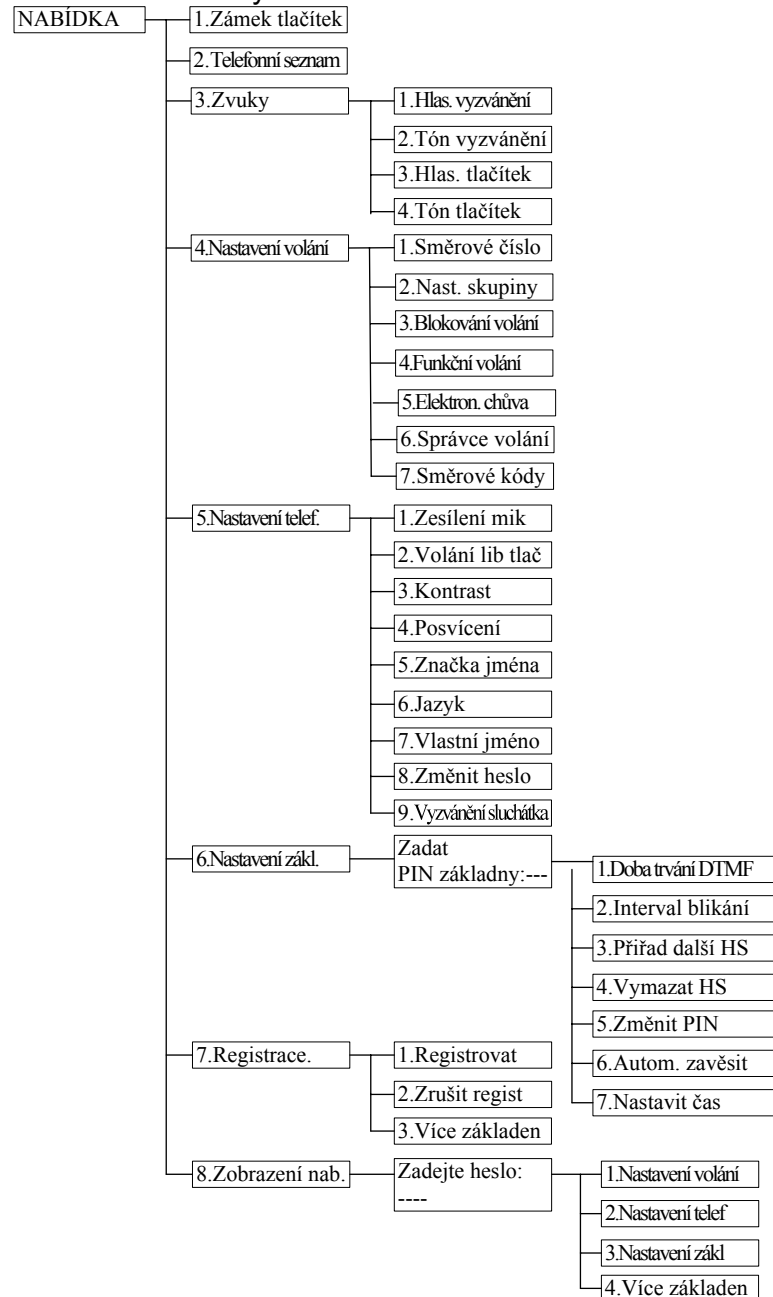 NABÍDKA
1.Zámek tlačítek
2.Telefonní seznam
3.Zvuky
1.Hlas. vyzvánění
2.Tón vyzvánění
3.Hlas. tlačítek
4.Tón tlačítek
4.Nastavení volání
1.Směrové číslo
2.Nast. skupiny
3.Blokování volání
4.Funkční volání
5.Elektron. chůva
6.Správce volání
7.Směrové kódy
5.Nastavení telef.
1.Zesílení mik
2.Volání lib tlač
3.Kontrast
4.Posvícení
5.Značka jména
6.Jazyk
7.Vlastní jméno
8.Změnit heslo
9.Vyzvánění sluchátka
6.Nastavení zákl.
Zadat
PIN základny:---
1.Doba trvání DTMF
2.Interval blikání
3.Přiřad další HS
4.Vymazat HS
5.Změnit PIN
6.Autom. zavěsit
7.Nastavit čas
7.Registrace.
1.Registrovat
2.Zrušit regist
3.Více základen
8.Zobrazení nab.
Zadejte heslo:
----
1.Nastavení volání
2.Nastavení telef
3.Nastavení zákl
4.Více základen